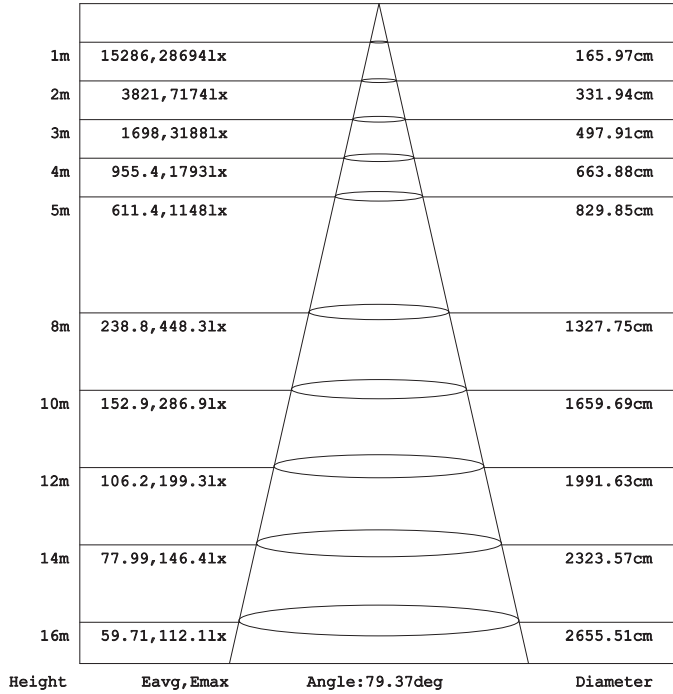 1m 15286,28694lx 165.97cm
2m 3821,7174lx 331.94cm
3m 1698,3188lx 497.91cm
4m 955.4,1793lx 663.88cm
5m 611.4,1148lx 829.85cm
8m 238.8,448.3lx 1327.75cm
10m 152.9,286.9lx 1659.69cm
12m 106.2,199.3lx 1991.63cm
14m 77.99,146.4lx 2323.57cm
16m 59.71,112.1lx 2655.51cm
Height Eavg,Emax Angle:79.37deg Diameter